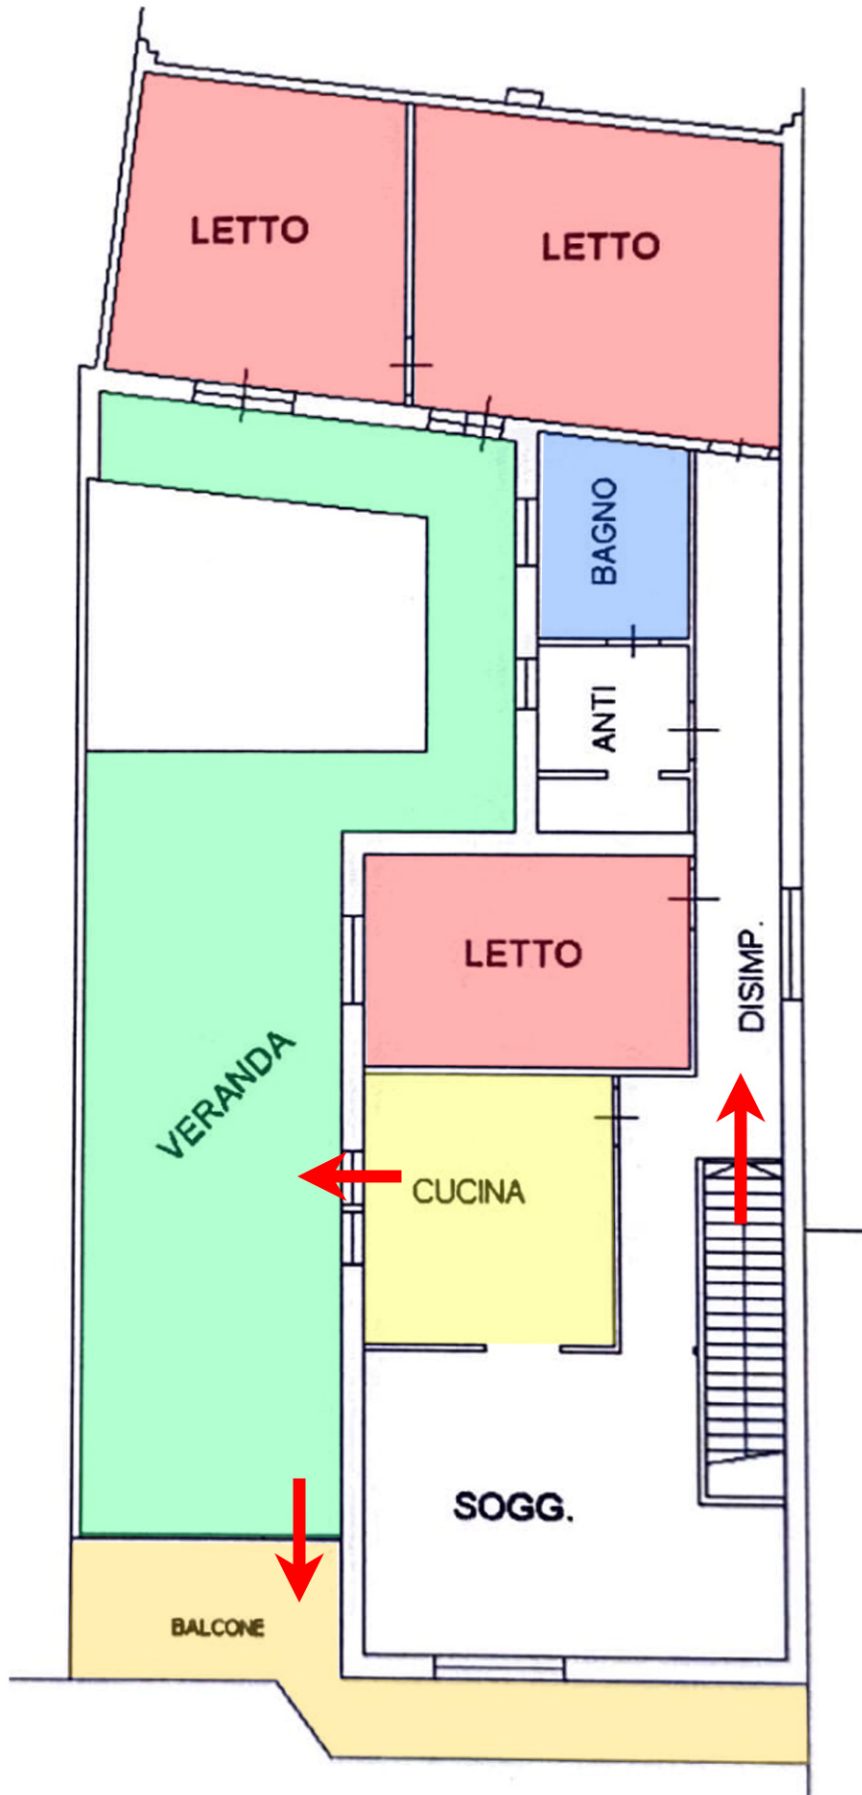 LETTO
LETTO
BAGNO
ANTI
LETTO
DISIMP.
VERANDA
CUCINA
SOGG.
BALCONE